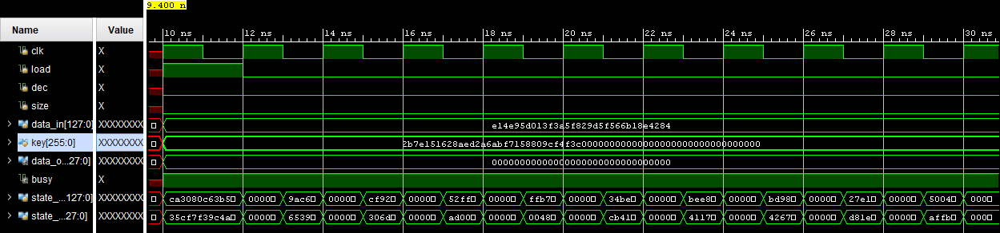 9.400 n
Name Value
10 ns 12 ns 14 ns 16 ns 18 ns 20 ns 22 ns 24 ns 26 ns 28 ns 30 ns
clk X
load X
dec X
size X
data_in[127:0] XXXXXXXX e14e95d013f3a5f829d5f566b18e4284
key[255:0] XXXXXXXX 2b7e151628aed2a6abf7158809cf4f3c00000000000000000000000000000000
data_o...27:0] XXXXXXXX 00000000000000000000000000000000
busy X
state_...127:0] XXXXXXXX ca3080c63b5 0000 9ac6 0000 cf92 0000 52ff 0000 ffb7 0000 34be 0000 bee8 0000 bd98 0000 27e1 0000 5004 000
state_...27:0] XXXXXXXX 35cf7f39c4a 0000 6539 0000 306d 0000 ad00 0000 0048 0000 cb41 0000 4117 0000 4267 0000 d81e 0000 affb 000